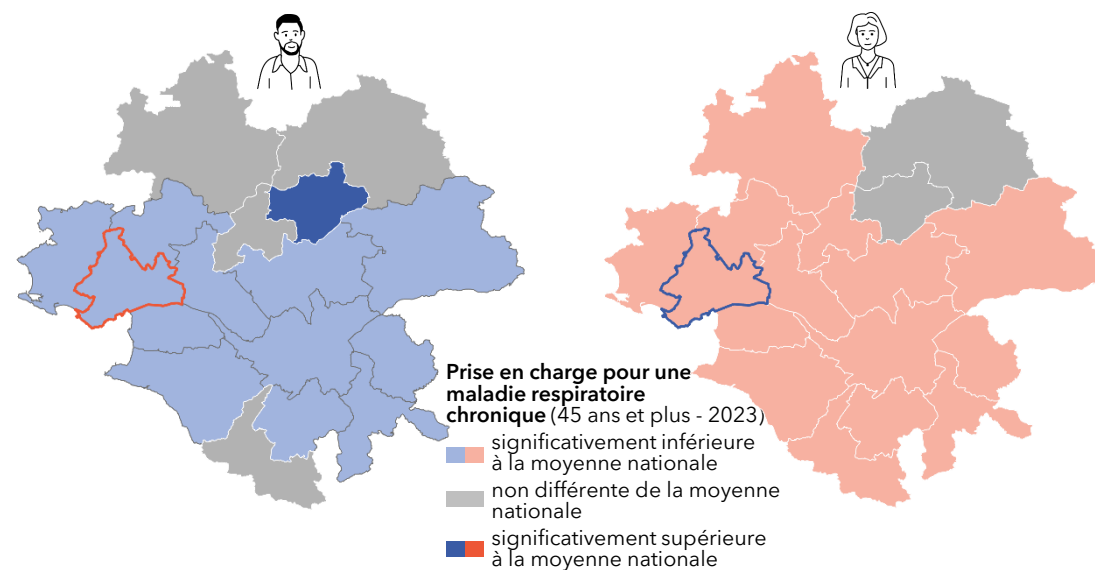 Prise en charge pour une
maladie respiratoire
chronique (45 ans et plus - 2023)
significativement inférieure
à la moyenne nationale
non différente de la moyenne
nationale
significativement supérieure
à la moyenne nationale